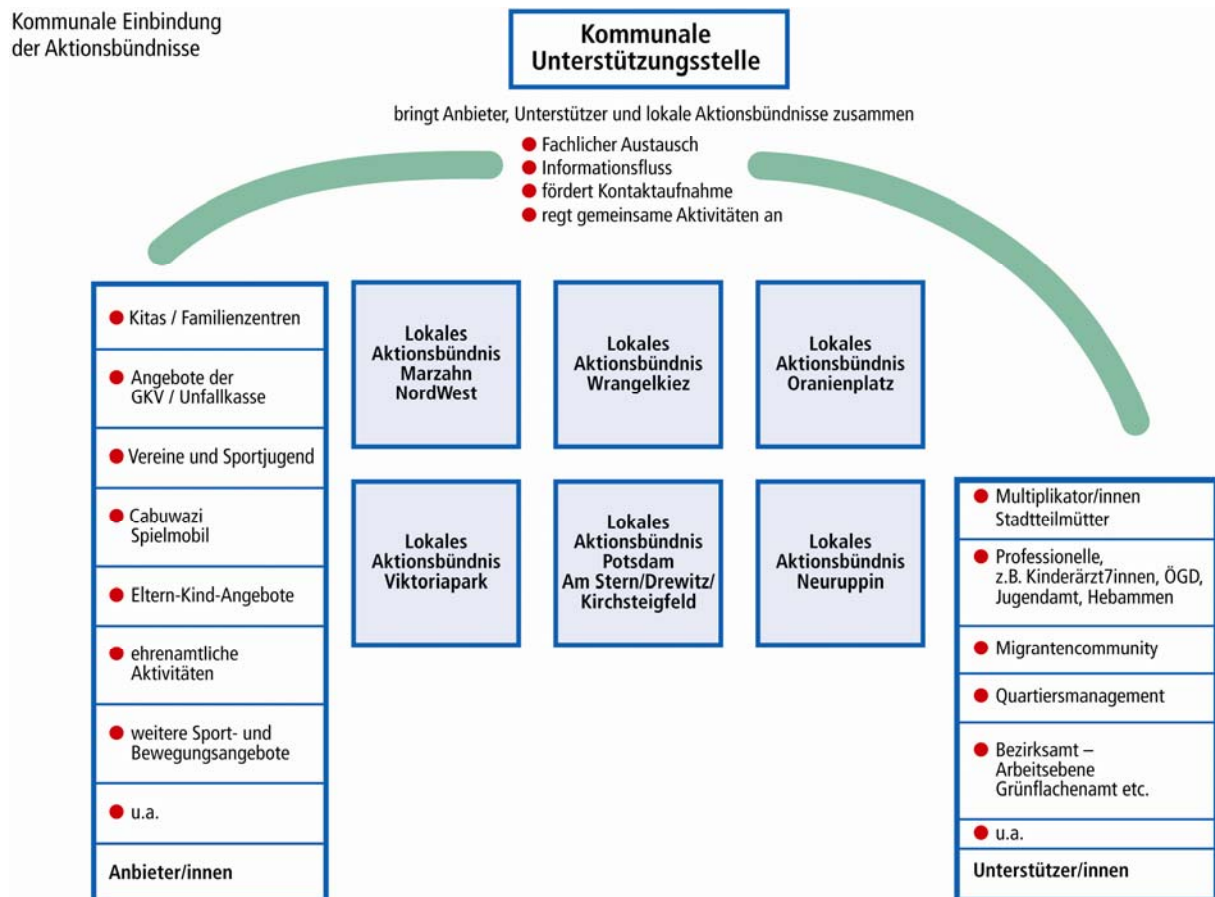 Kommunale Einbindung
der Aktionsbündnisse
Kommunale
Unterstützungsstelle
bringt Anbieter, Unterstützer und lokale Aktionsbündnisse zusammen
Fachlicher Austausch
Informationsfluss
fördert Kontaktaufnahme
regt gemeinsame Aktivitäten an
Kitas / Familienzentren
Angebote der
GKV / Unfallkasse
Vereine und Sportjugend
Cabuwazi
Spielmobil
Eltern-Kind-Angebote
ehrenamtliche
Aktivitäten
weitere Sport- und
Bewegungsangebote
u.a.
Anbieter/innen
Lokales
Aktionsbündnis
Marzahn
NordWest
Lokales
Aktionsbündnis
Wrangelkiez
Lokales
Aktionsbündnis
Oranienplatz
Lokales
Aktionsbündnis
Viktoriapark
Lokales
Aktionsbündnis
Potsdam
Am Stern/Drewitz/
Kirchsteigfeld
Lokales
Aktionsbündnis
Neuruppin
Multiplikator/innen
Stadtteilmütter
Professionelle,
z.B. Kinderärzt7innen, ÖGD,
Jugendamt, Hebammen
Migrantencommunity
Quartiersmanagement
Bezirksamt –
Arbeitsebene
Grünflachenamt etc.
u.a.
Unterstützer/innen